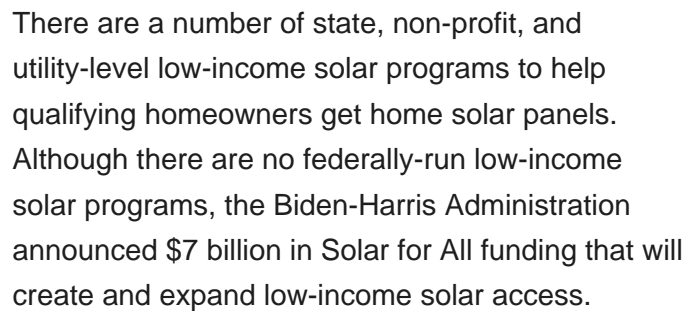 There are a number of state, non-profit, and
utility-level low-income solar programs to help
qualifying homeowners get home solar panels.
Although there are no federally-run low-income
solar programs, the Biden-Harris Administration
announced $7 billion in Solar for All funding that will
create and expand low-income solar access.